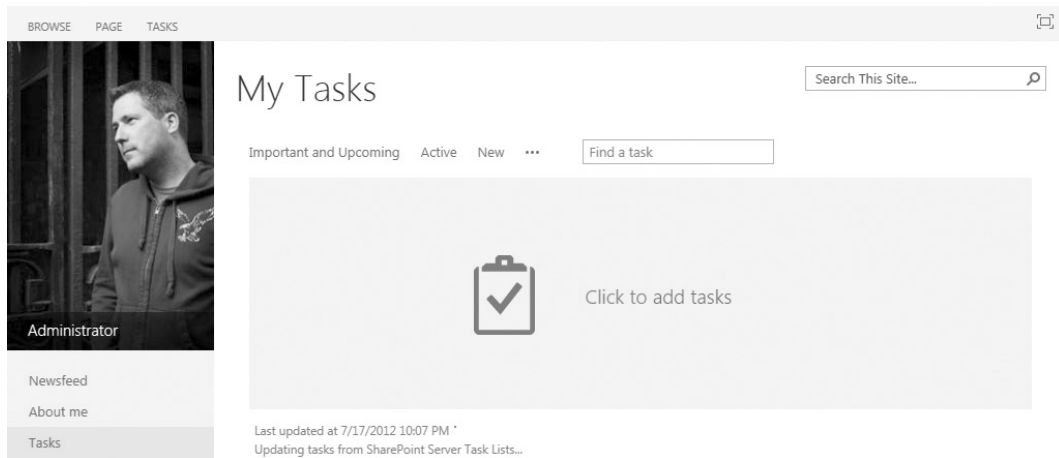 BROWSE PAGE TASKS
My Tasks
Search This Site...
Important and Upcoming Active New •••
Find a task
Click to add tasks
Administrator
Newsfeed
About me
Tasks
Last updated at 7/17/2012 10:07 PM
Updating tasks from SharePoint Server Task Lists...